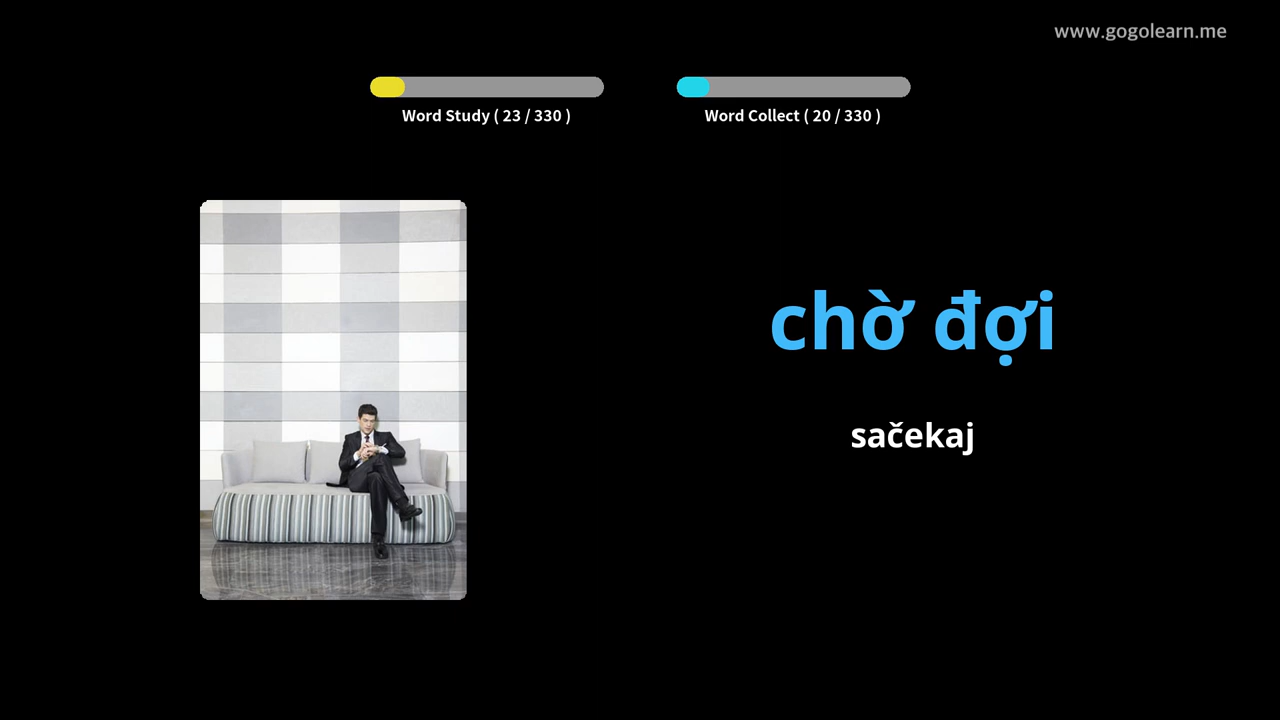 www.gogolearn.me
Word Study ( 23 / 330 )
Word Collect ( 20 / 330 )
chờ đợi
sačekaj